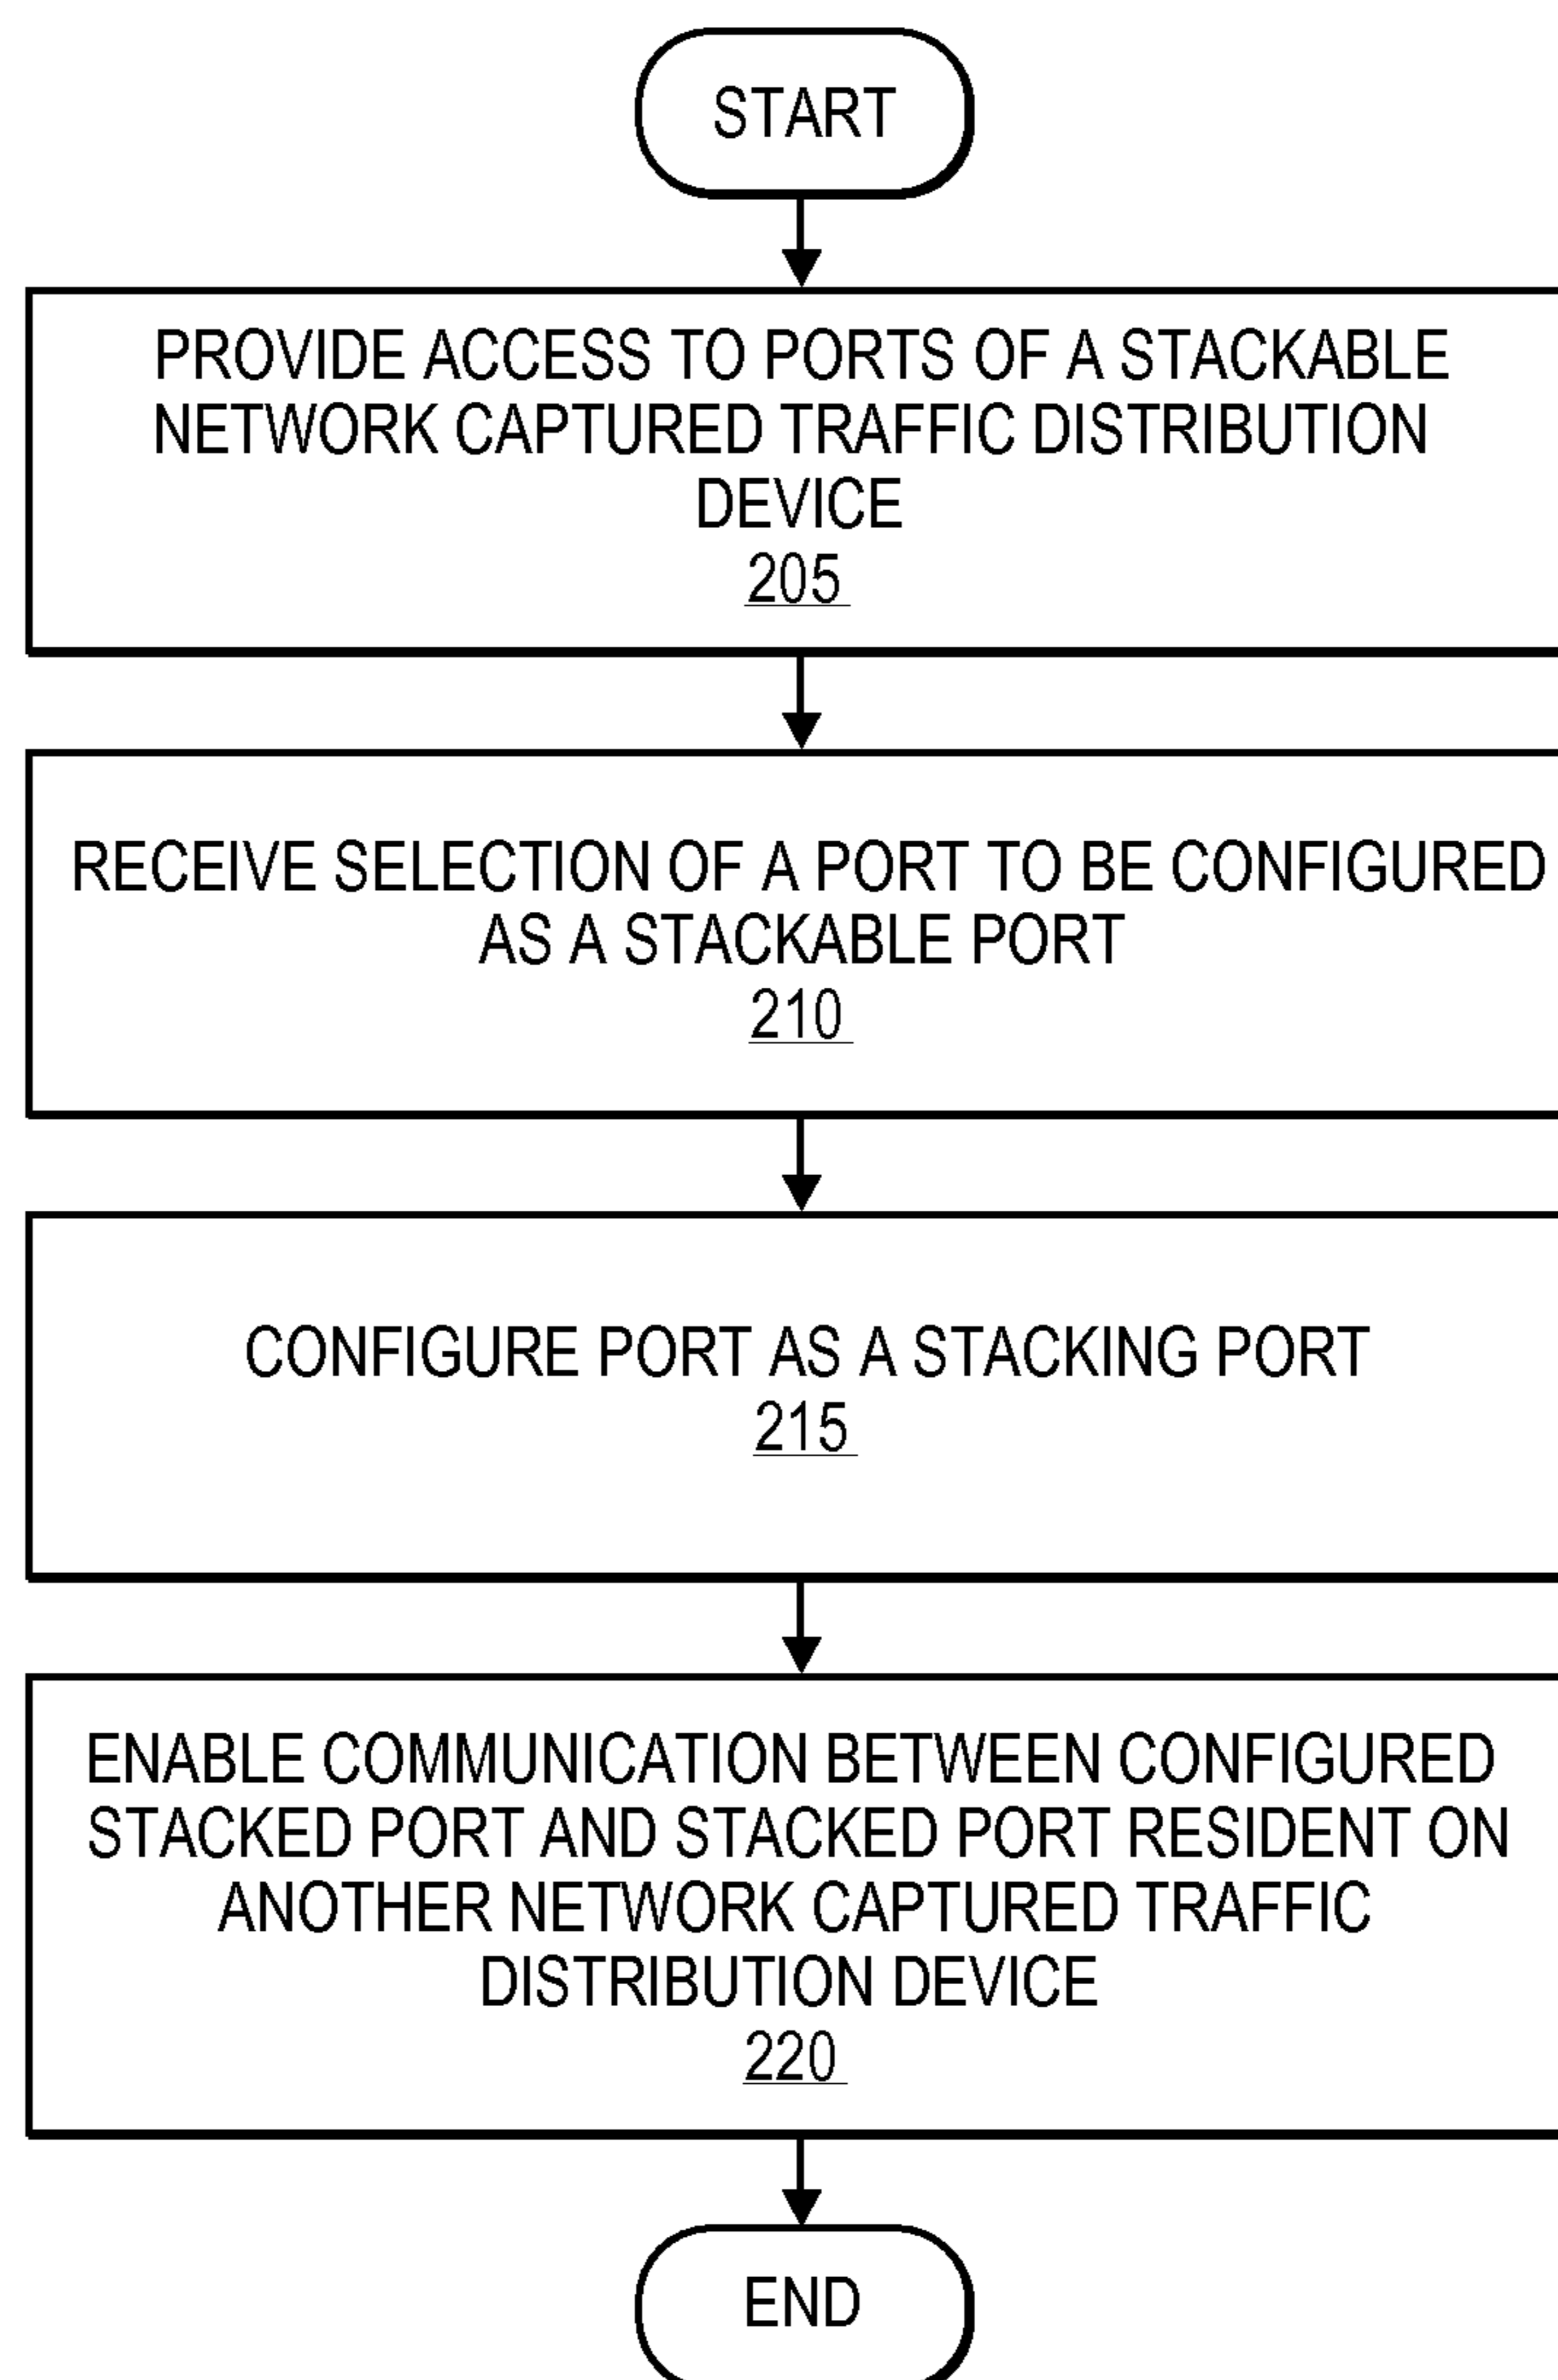 START
PROVIDE ACCESS TO PORTS OF A STACKABLE
NETWORK CAPTURED TRAFFIC DISTRIBUTION
DEVICE
205
RECEIVE SELECTION OF A PORT TO BE CONFIGURED
AS A STACKABLE PORT
210
CONFIGURE PORT AS A STACKING PORT
215
ENABLE COMMUNICATION BETWEEN CONFIGURED
STACKED PORT AND STACKED PORT RESIDENT ON
ANOTHER NETWORK CAPTURED TRAFFIC
DISTRIBUTION DEVICE
220
END